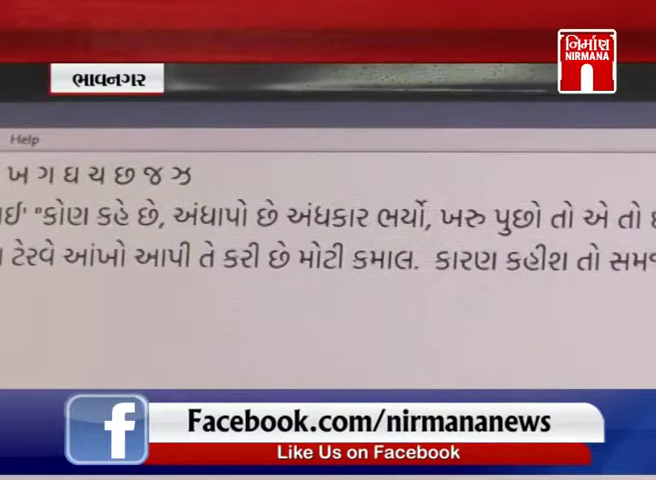 નિર્માણ
NIRMANA
ભાવનગર
Help
ખ ગ ઘ ચ છ જ ઝ
"કોણ કહે છે, અંધાપો છે અંધકાર ભર્યો, ખરુ પુછો તો એ તો
ટેરવે આંખો આપી તે કરી છે મોટી કમાલ. કારણ કહીશ તો
Facebook.com/nirmananews
Like Us on Facebook